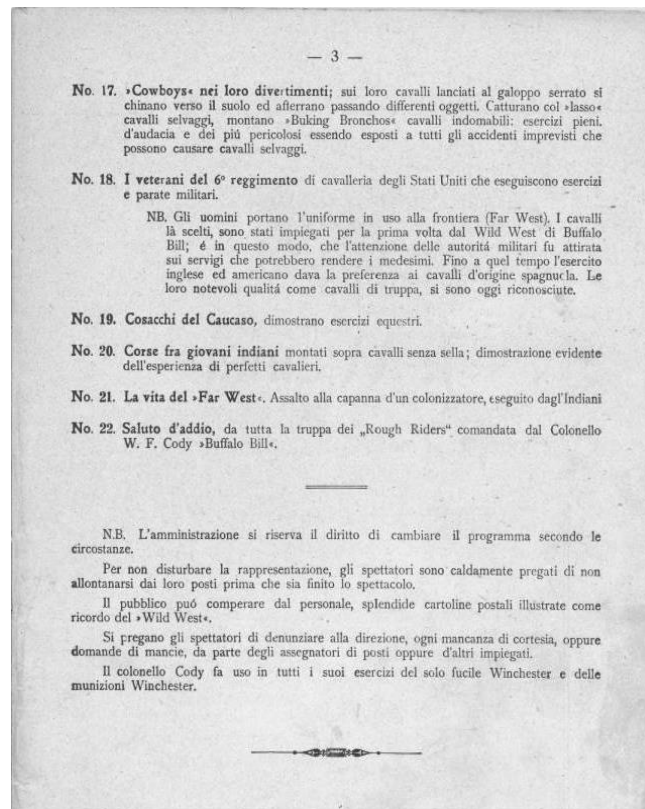 — 3 —
No. 17. »Cowboys« nei loro divertimenti; sui loro cavalli lanciati al galoppo serrato si
chinano verso il suolo ed afferrano passando differenti oggetti. Catturano col »lasso«
cavalli selvaggi, montano »Buking Bronchos« cavalli indomabili: esercizi pieni.
d'audacia e dei piú pericolosi essendo esposti a tutti gli accidenti imprevisti che
possono causare cavalli selvaggi.
No. 18. I veterani del 6º reggimento di cavalleria degli Stati Uniti che eseguiscono esercizi
e parate militari.
NB. Gli uomini portano l'uniforme in uso alla frontiera (Far West). I cavalli
là scelti, sono stati impiegati per la prima volta dal Wild West di Buffalo
Bill; é in questo modo, che l'attenzione delle autoritá militari fu attirata
sui servigi che potrebbero rendere i medesimi. Fino a quel tempo l'esercito
inglese ed americano dava la preferenza ai cavalli d'origine spagnucla. Le
loro notevoli qualitá come cavalli di truppa, si sono oggi riconosciute.
No. 19. Cosacchi del Caucaso, dimostrano esercizi equestri.
No. 20. Corse fra giovani indiani montati sopra cavalli senza sella; dimostrazione evidente
dell'esperienza di perfetti cavalieri.
No. 21. La vita del »Far West«. Assalto alla capanna d'un colonizzatore, eseguito dagl'Indiani
No. 22. Saluto d'addio, da tutta la truppa dei „Rough Riders“ comandata dal Colonello
W. F. Cody »Buffalo Bill«.
N.B. L'amministrazione si riserva il diritto di cambiare il programma secondo le
circostanze.
Per non disturbare la rappresentazione, gli spettatori sono caldamente pregati di non
allontanarsi dai loro posti prima che sia finito lo spettacolo.
Il pubblico puó comperare dal personale, splendide cartoline postali illustrate come
ricordo del »Wild West«.
Si pregano gli spettatori di denunziare alla direzione, ogni mancanza di cortesia, oppure
domande di mancie, da parte degli assegnatori di posti oppure d'altri impiegati.
Il colonello Cody fa uso in tutti i suoi esercizi del solo fucile Winchester e delle
munizioni Winchester.